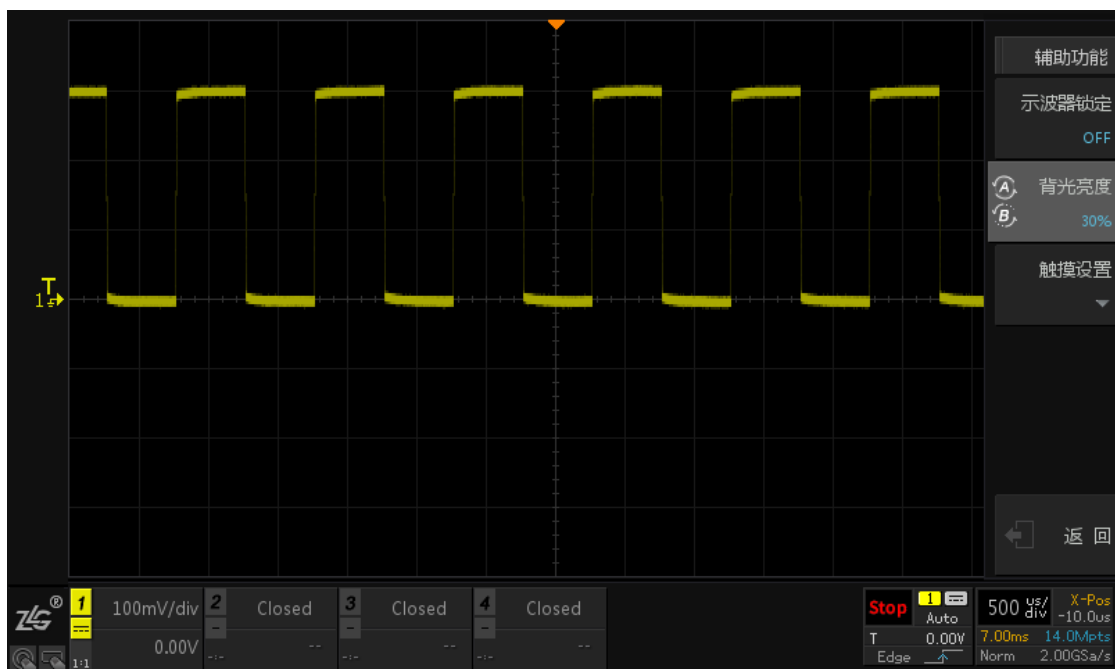 辅助功能
示波器锁定
OFF
A
背光亮度
B
30%
触摸设置
T
1
返 回
ZLG®
1
100mV/div
0.00V
1:1
2
Closed
-:-
--
3
Closed
-:-
--
4
Closed
-:-
--
Stop
1
Auto
T
0.00V
Edge
500 us/div
X-Pos
-10.0us
7.00ms
14.0Mpts
Norm
2.00GSa/s